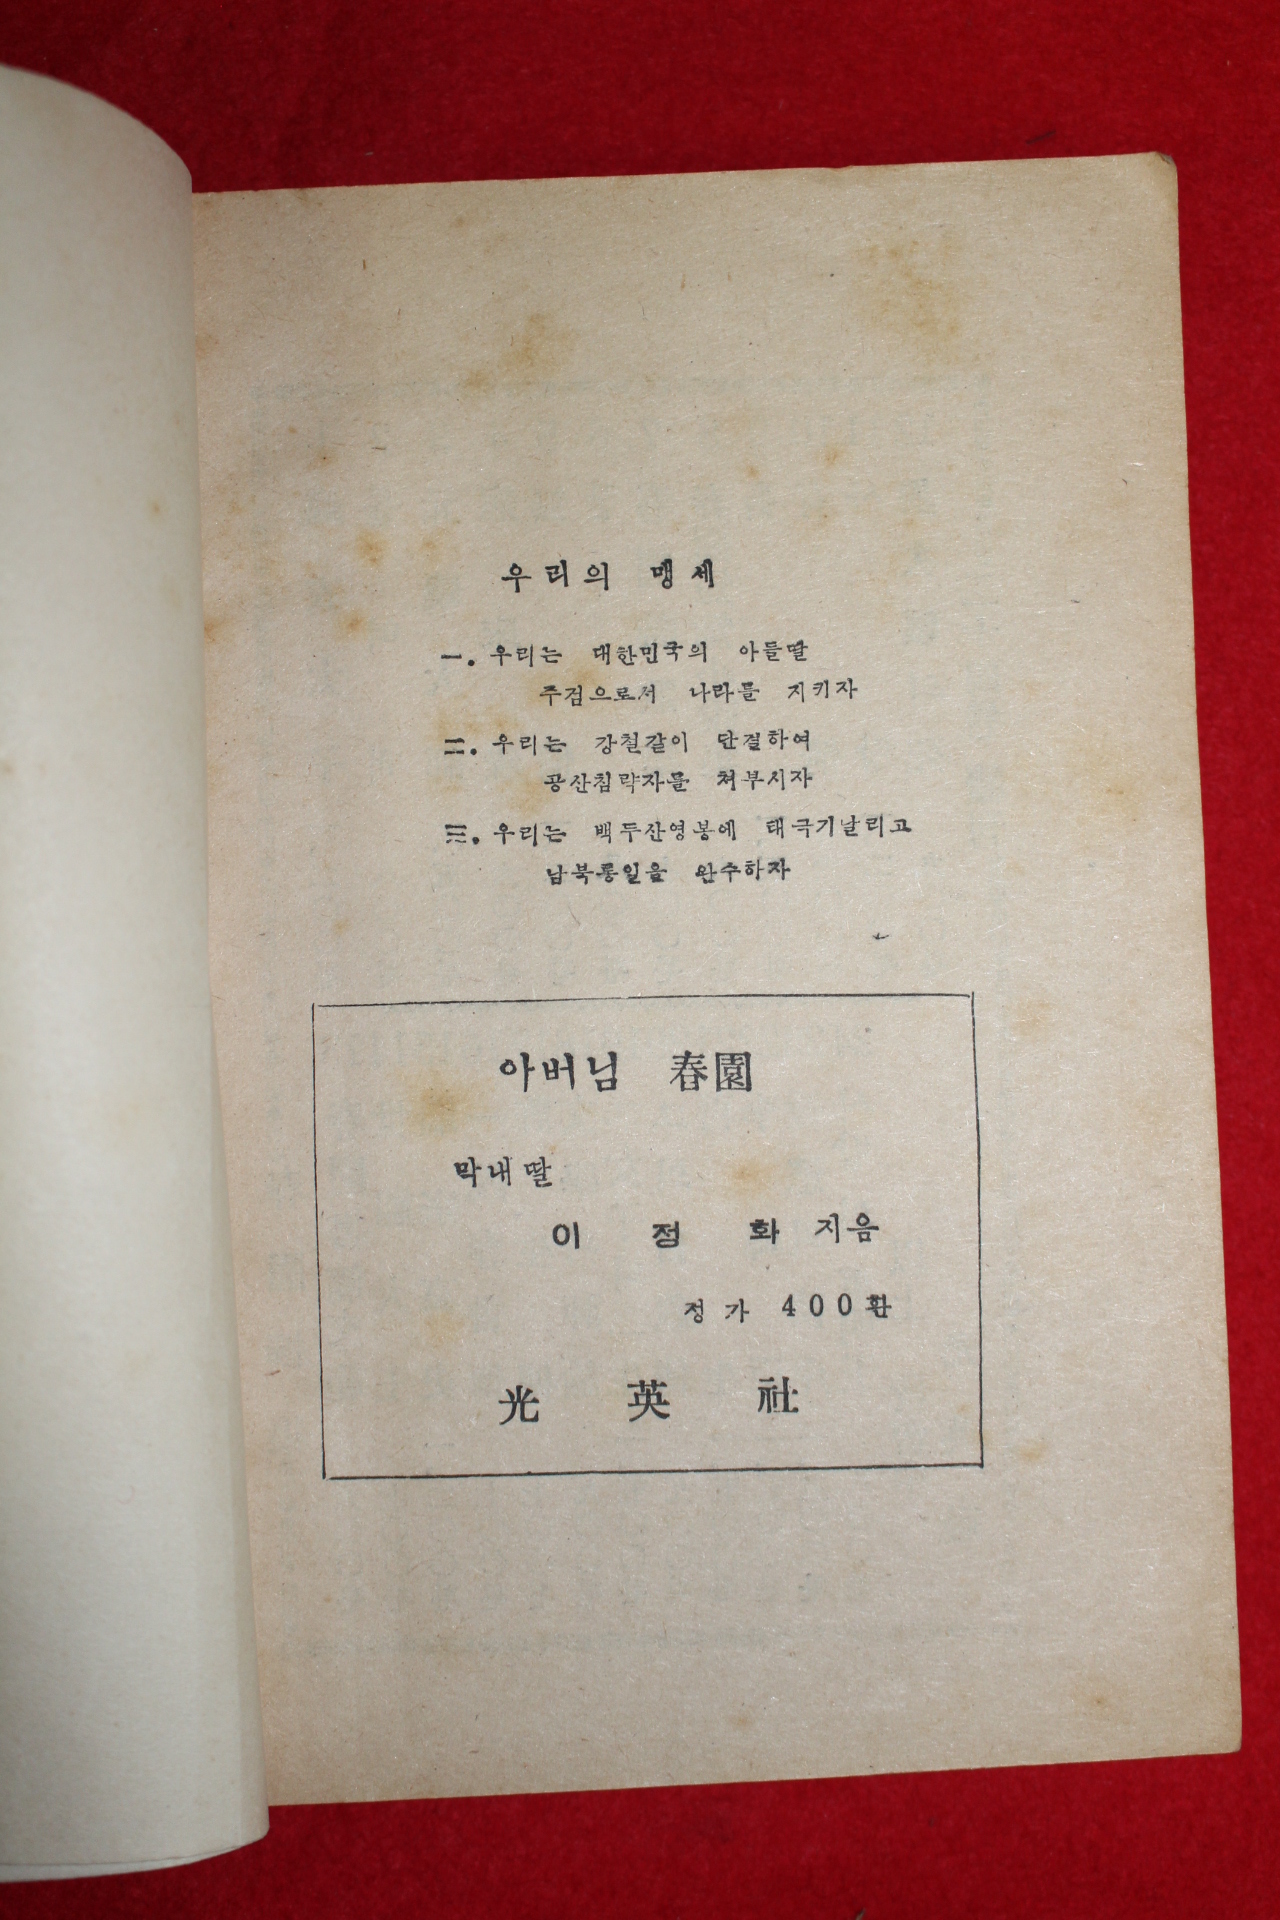 우리의 맹세
一. 우리는 대한민국의 아들딸
주검으로서 나라를 지키자
二. 우리는 강철같이 단결하여
공산침략자를 쳐부시자
三. 우리는 백두산영봉에 태극기날리고
남북통일을 완수하자
아버님 春園
막내딸
이 정 화 지음
정가 400환
光 英 社